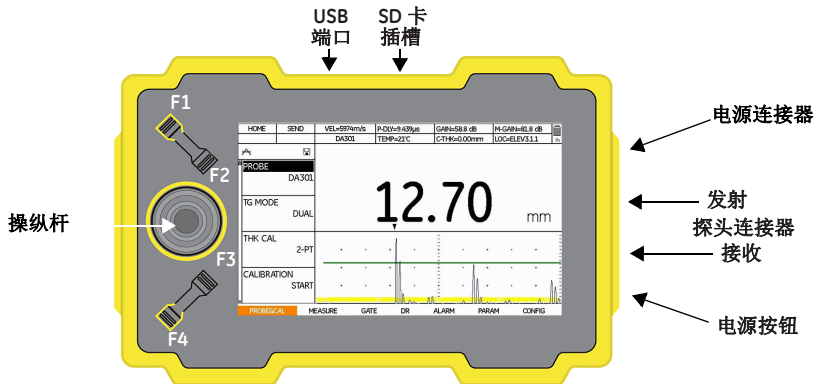 USB
端口
SD 卡
插槽
F1
F2
F3
F4
操纵杆
HOME SEND VEL=5974m/s P-DLY=9.439µs GAIN=58.8 dB M-GAIN=81.8 dB
DA301 TEMP=21°C C-THK=0.00mm LOC=ELEV3.1.1
PROBE
DA301
TG MODE
DUAL
THK CAL
2-PT
CALIBRATION
START
12.70 mm
PROBE&CAL MEASURE GATE DR ALARM PARAM CONFIG
电源连接器
发射
探头连接器
接收
电源按钮